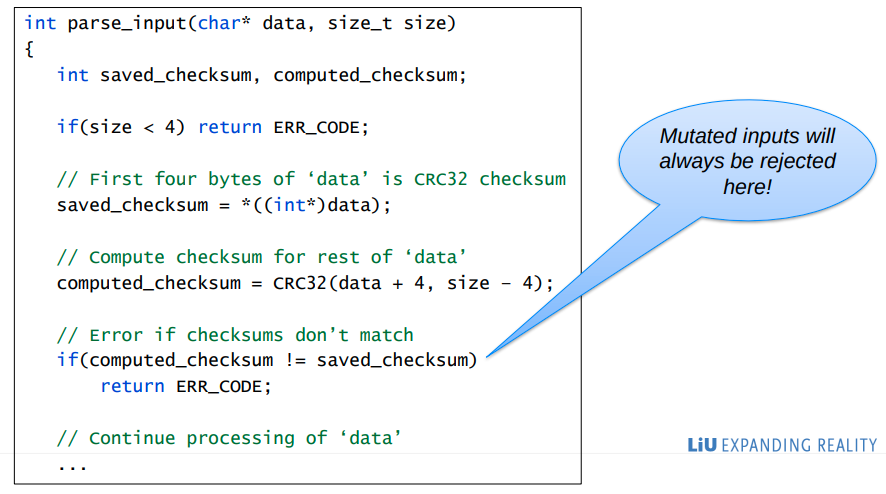 int parse_input(char* data, size_t size)
{
int saved_checksum, computed_checksum;
if(size < 4) return ERR_CODE;
// First four bytes of ‘data’ is CRC32 checksum
saved_checksum = *((int*)data);
// Compute checksum for rest of ‘data’
computed_checksum = CRC32(data + 4, size – 4);
// Error if checksums don’t match
if(computed_checksum != saved_checksum)
return ERR_CODE;
// Continue processing of ‘data’
...
Mutated inputs will
always be rejected
here!
LiU EXPANDING REALITY